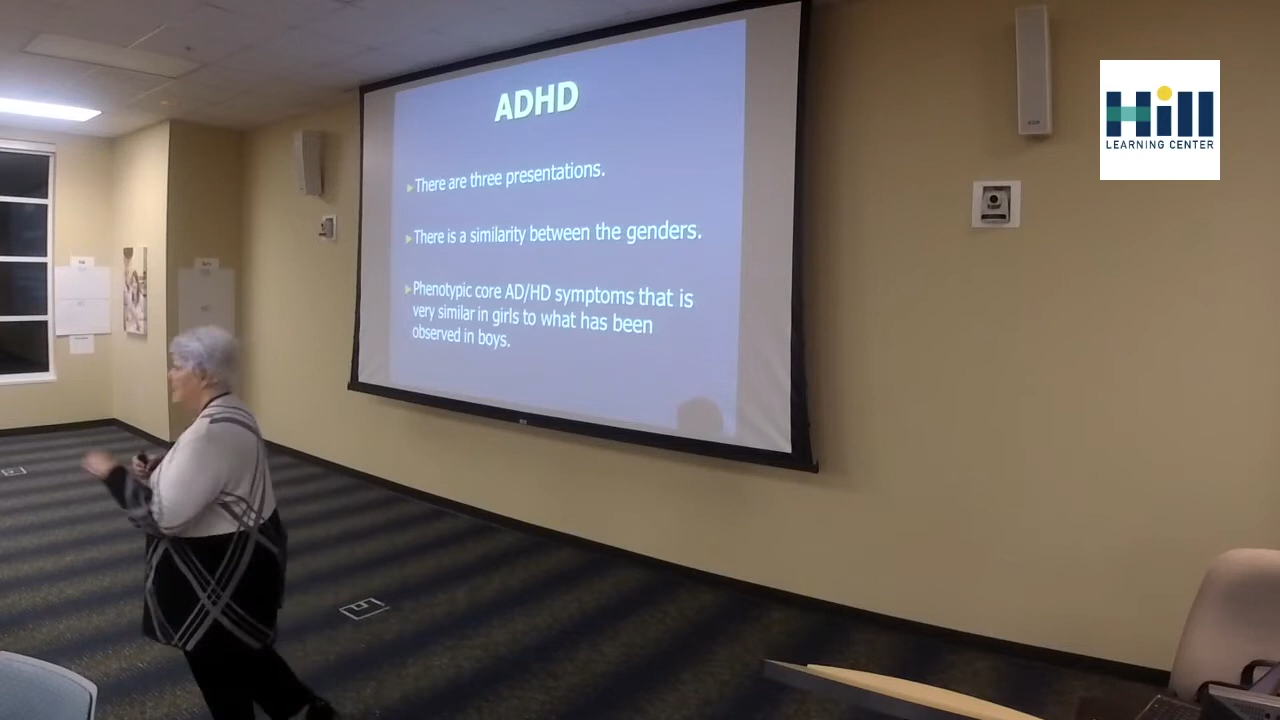 ADHD
There are three presentations.
There is a similarity between the genders.
Phenotypic core AD/HD symptoms that is
very similar in girls to what has been
observed in boys.
Hill
LEARNING CENTER